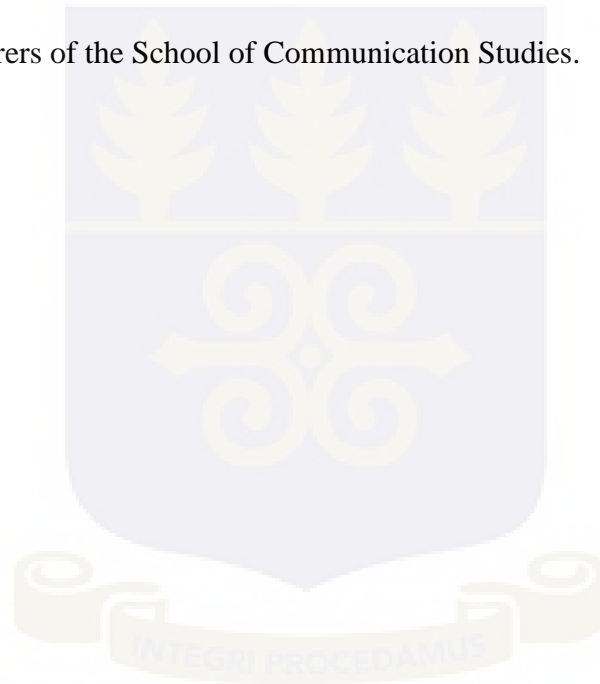 rers of the School of Communication Studies.
INTEGRI PROCEDAMUS